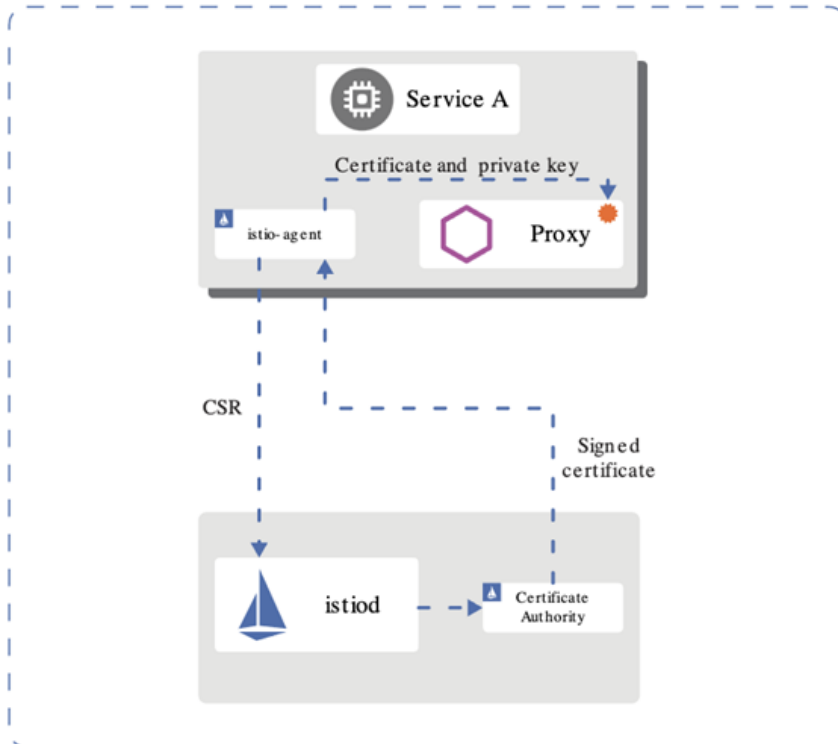 Service A
Certificate and private key
istio-agent
Proxy
CSR
Signed
certificate
istiod
Certificate
Authority